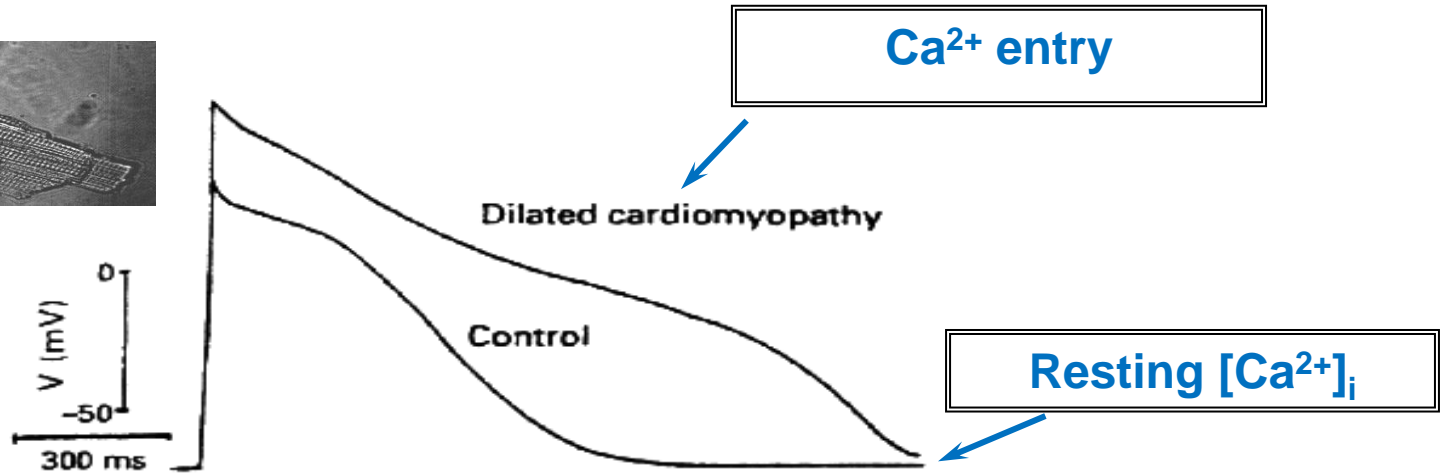 Ca²⁺ entry
Dilated cardiomyopathy
0
V (mV)
Control
−50
Resting [Ca²⁺]ᵢ
300 ms